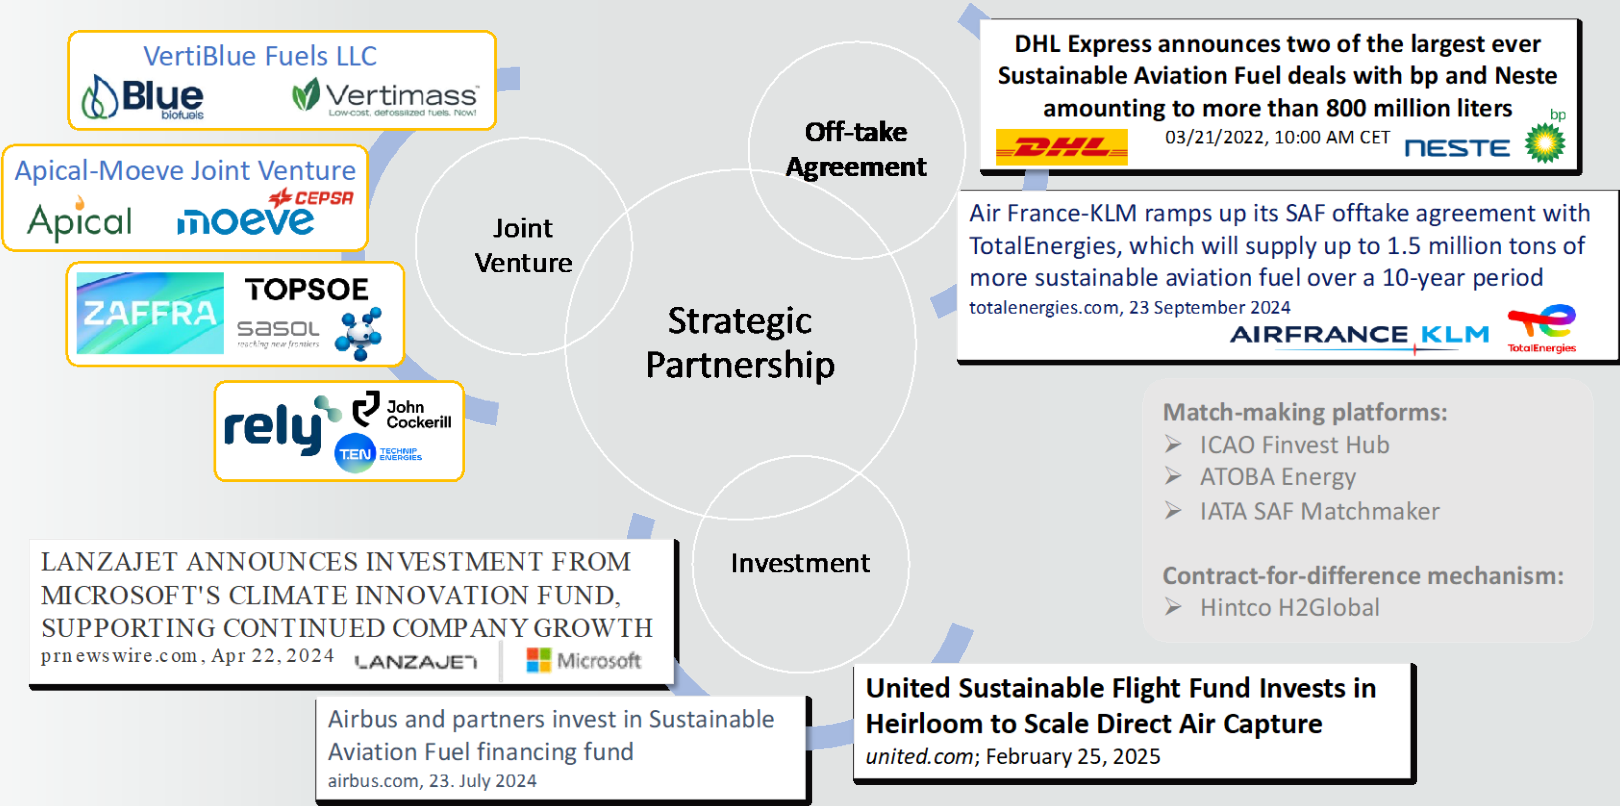 VertiBlue Fuels LLC
Blue
biofuels
Vertimass™
Low-cost, defossilized fuels. Now!
Apical-Moeve Joint Venture
Apical
moeve
CEPSA
ZAFFRA
TOPSOE
sasol
reaching new frontiers
rely
John
Cockerill
T.EN
TECHNIP
ENERGIES
Joint
Venture
Off-take
Agreement
Strategic
Partnership
Investment
DHL Express announces two of the largest ever
Sustainable Aviation Fuel deals with bp and Neste
amounting to more than 800 million liters
03/21/2022, 10:00 AM CET
DHL
NESTE
bp
Air France-KLM ramps up its SAF offtake agreement with
TotalEnergies, which will supply up to 1.5 million tons of
more sustainable aviation fuel over a 10-year period
totalenergies.com, 23 September 2024
AIRFRANCE KLM
TotalEnergies
Match-making platforms:
➢ ICAO Finvest Hub
➢ ATOBA Energy
➢ IATA SAF Matchmaker
Contract-for-difference mechanism:
➢ Hintco H2Global
LANZAJET ANNOUNCES INVESTMENT FROM
MICROSOFT'S CLIMATE INNOVATION FUND,
SUPPORTING CONTINUED COMPANY GROWTH
prnewswire.com, Apr 22, 2024
LANZAJET
Microsoft
Airbus and partners invest in Sustainable
Aviation Fuel financing fund
airbus.com, 23. July 2024
United Sustainable Flight Fund Invests in
Heirloom to Scale Direct Air Capture
united.com; February 25, 2025